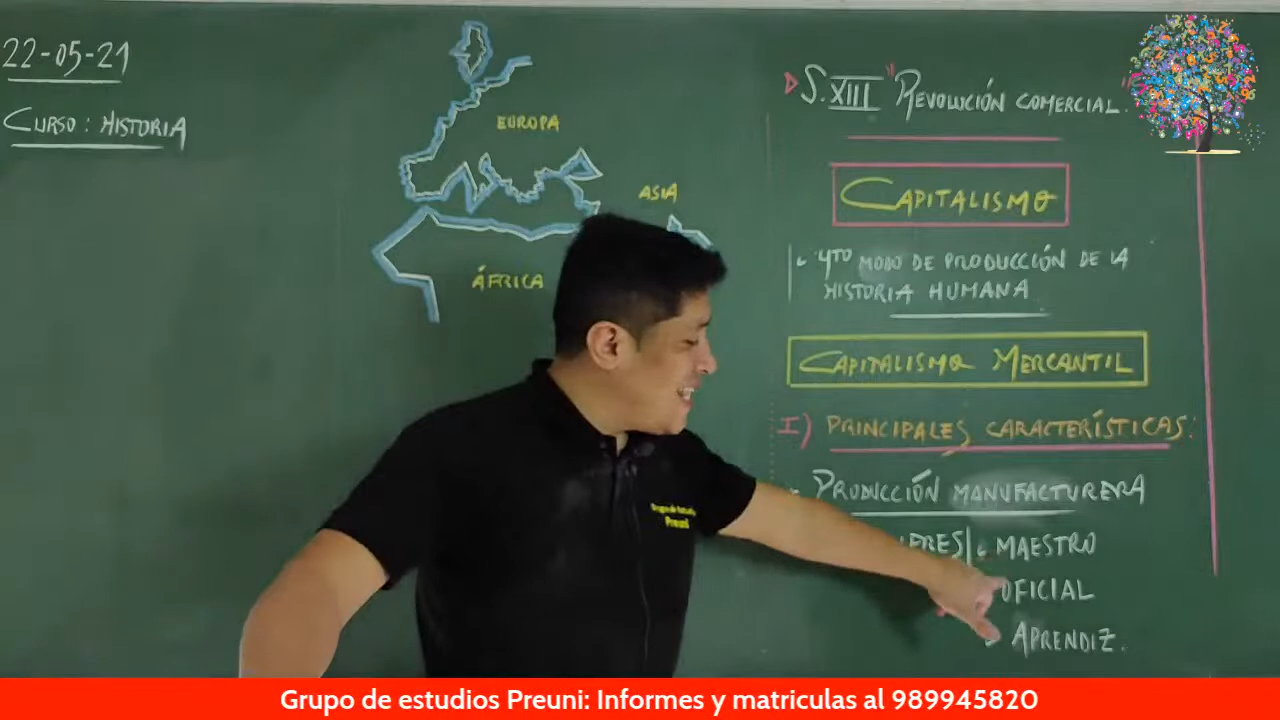 22-05-21
CURSO: HISTORIA
EUROPA
ASIA
ÁFRICA
S. XIII "REVOLUCIÓN COMERCIAL."
CAPITALISMO
4TO MODO DE PRODUCCIÓN DE LA
HISTORIA HUMANA
CAPITALISMO MERCANTIL
I) PRINCIPALES CARACTERÍSTICAS:
PRODUCCIÓN MANUFACTURERA
MAESTRO
OFICIAL
APRENDIZ.
Preuni
Grupo de estudios Preuni: Informes y matriculas al 989945820